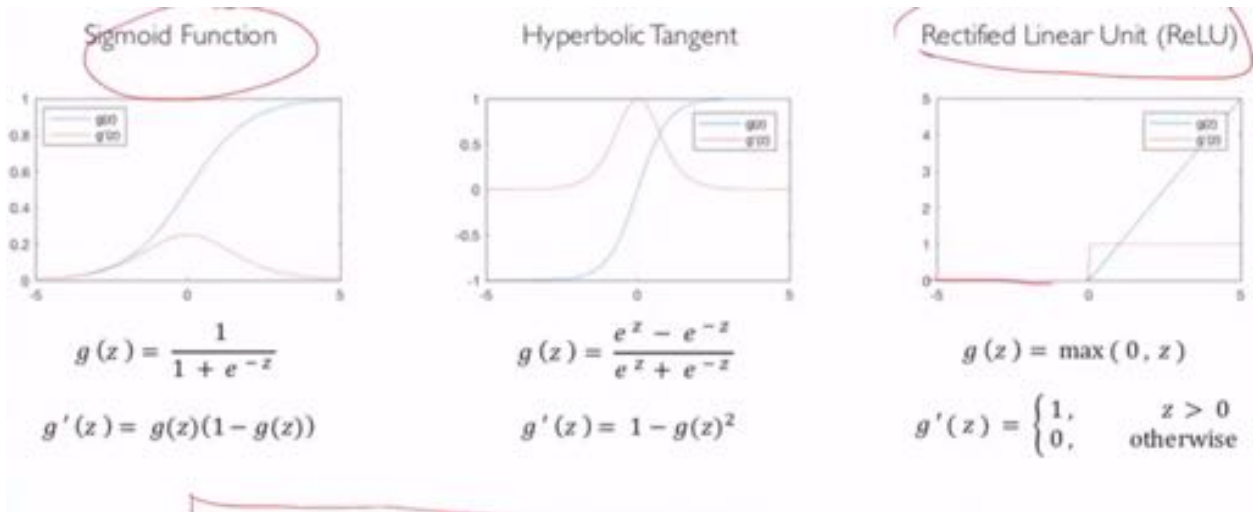 Sigmoid Function
Hyperbolic Tangent
Rectified Linear Unit (ReLU)
1
0.8
0.6
0.4
0.2
0
-5
0
5
g(z)
g'(z)
1
0.5
0
-0.5
-1
-5
0
5
g(z)
g'(z)
5
4
3
2
1
0
-5
0
5
g(z)
g'(z)
g(z) = 1 / (1 + e^-z)
g(z) = (e^z - e^-z) / (e^z + e^-z)
g(z) = max(0, z)
g'(z) = g(z)(1 - g(z))
g'(z) = 1 - g(z)²
g'(z) = { 1, z > 0
0, otherwise